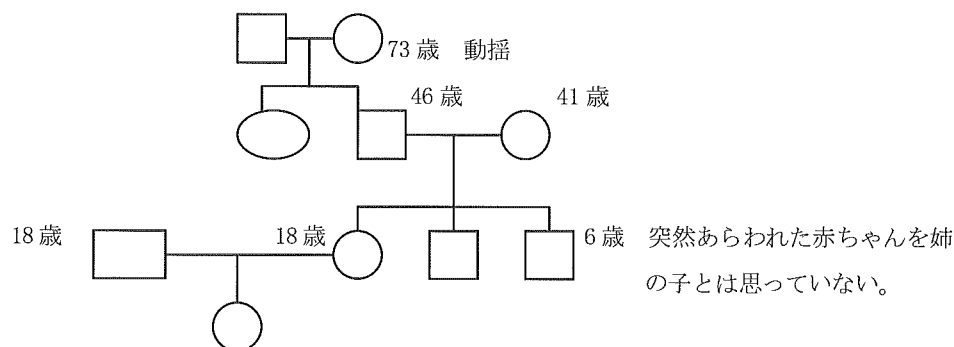 73歳 動揺
46歳
41歳
18歳
18歳
6歳 突然あらわれた赤ちゃんを姉
の子とは思っていない。